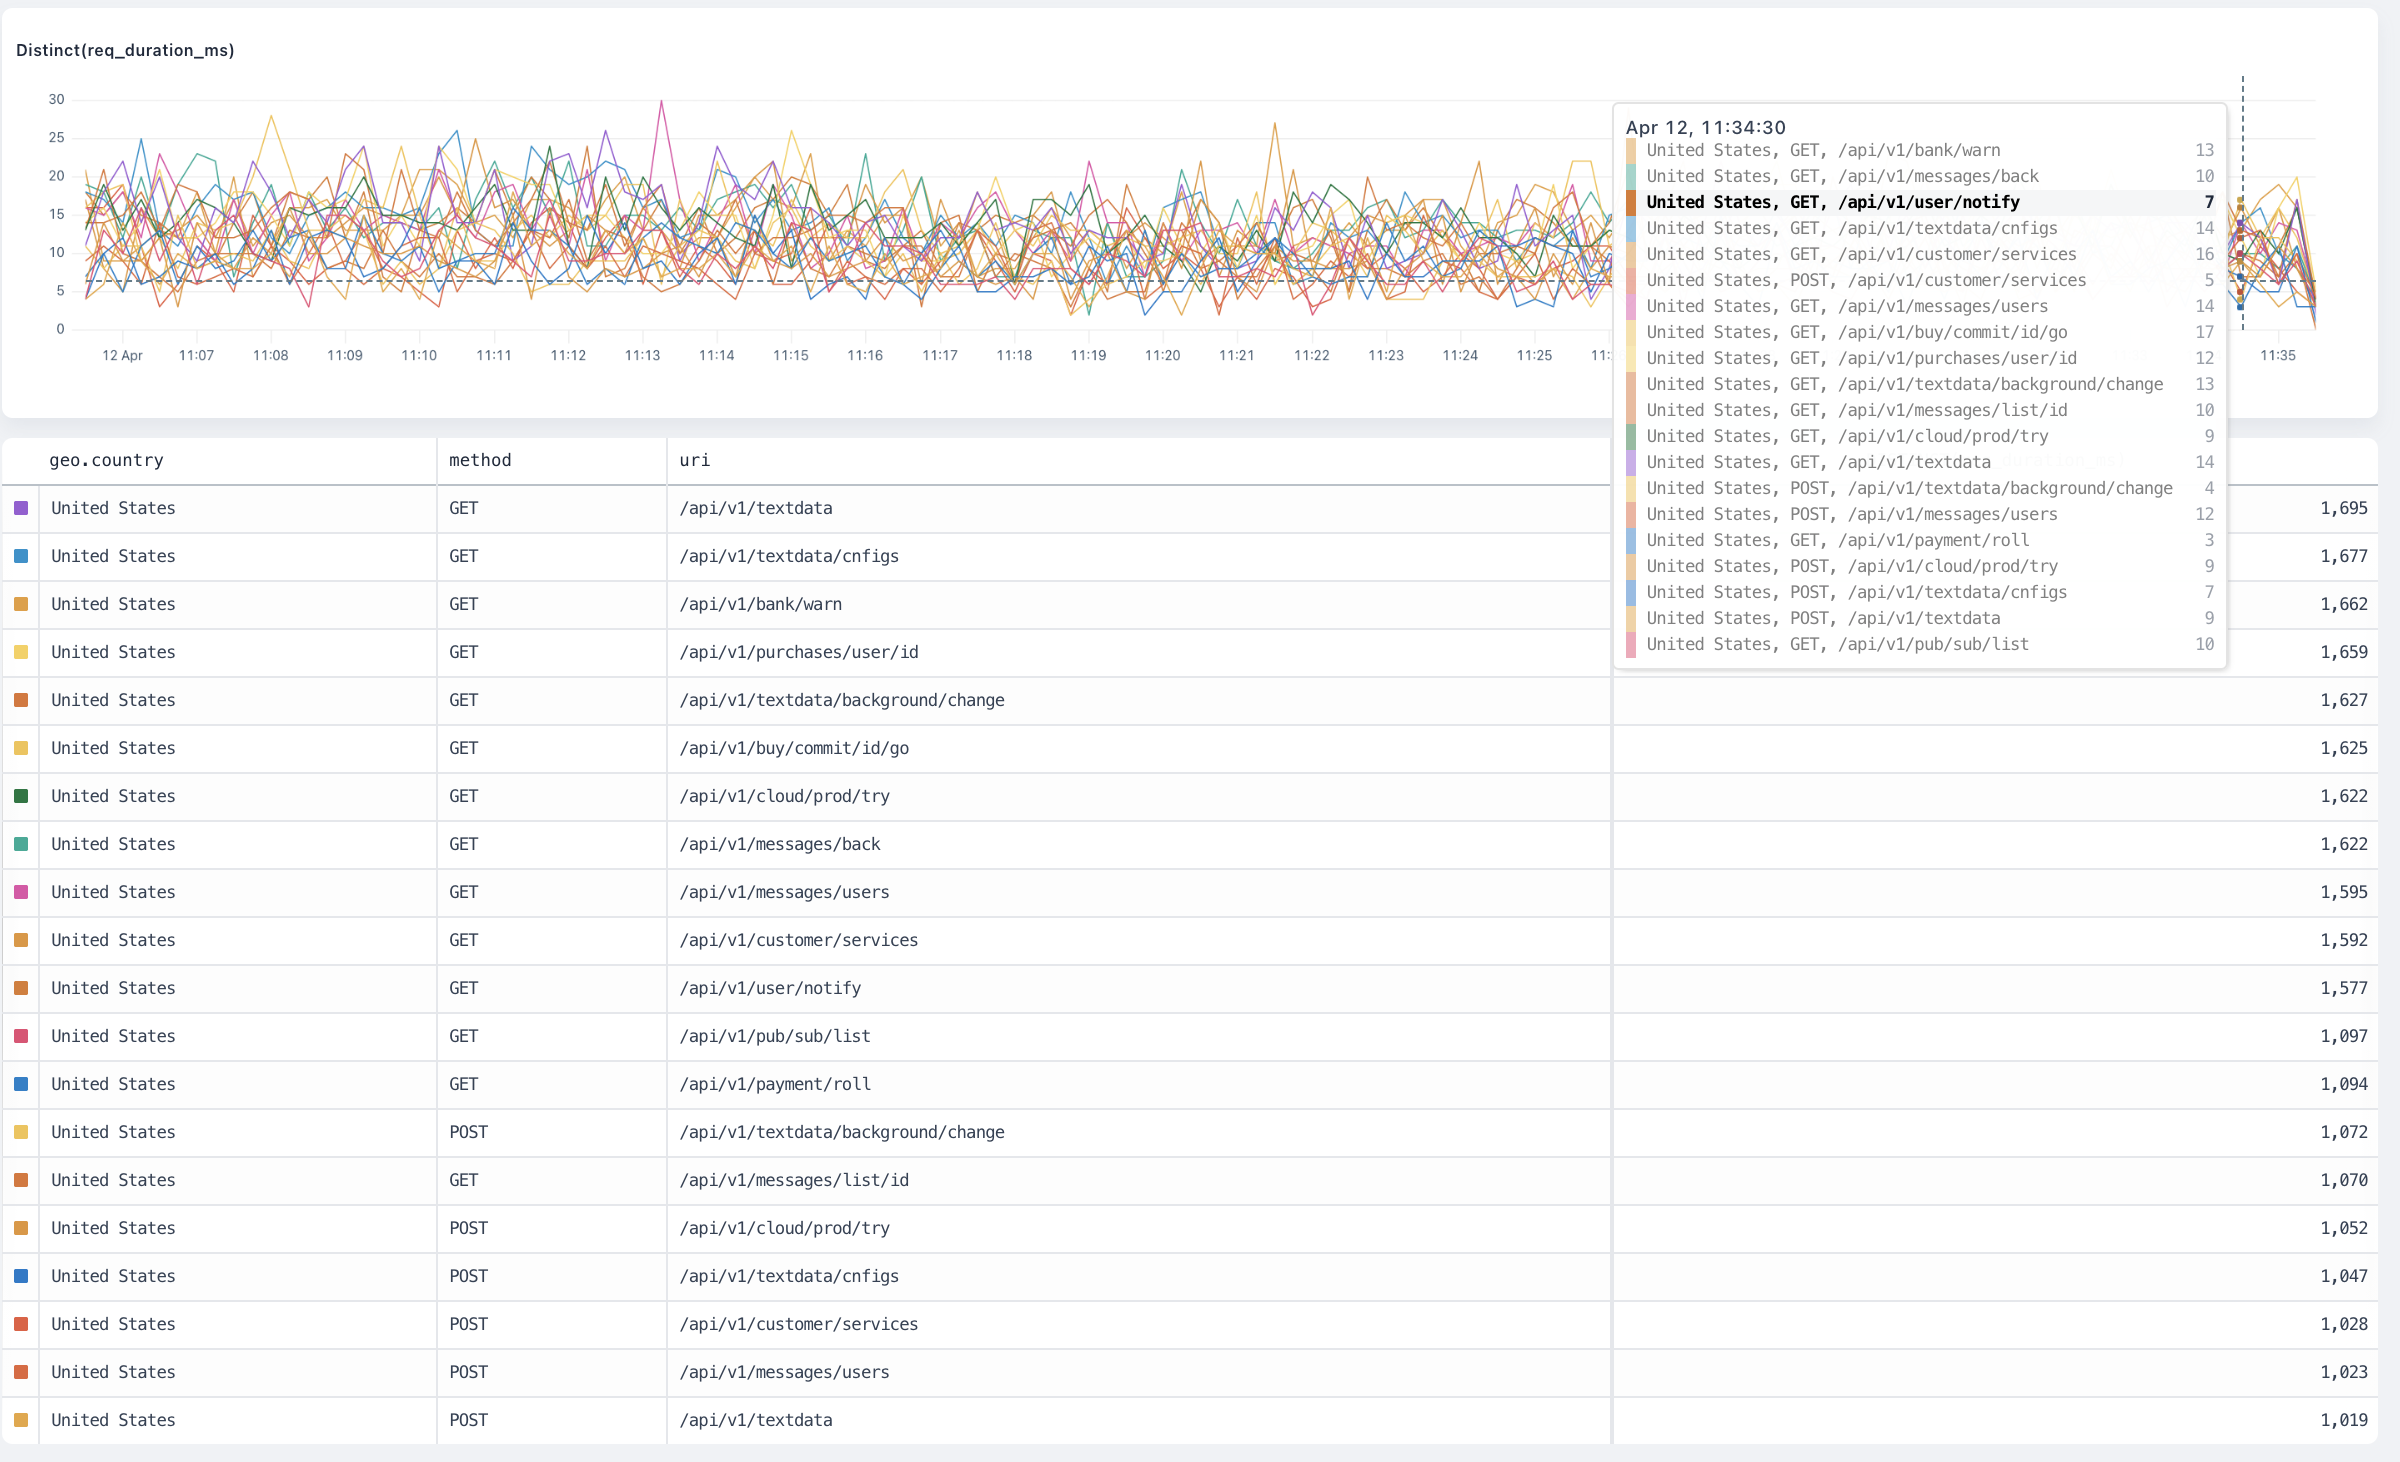 Distinct(req_duration_ms)
30
25
20
15
10
5
0
12 Apr 11:07 11:08 11:09 11:10 11:11 11:12 11:13 11:14 11:15 11:16 11:17 11:18 11:19 11:20 11:21 11:22 11:23 11:24 11:25 11: 11:35
Apr 12, 11:34:30
United States, GET, /api/v1/bank/warn 13
United States, GET, /api/v1/messages/back 10
United States, GET, /api/v1/user/notify 7
United States, GET, /api/v1/textdata/cnfigs 14
United States, GET, /api/v1/customer/services 16
United States, POST, /api/v1/customer/services 5
United States, GET, /api/v1/messages/users 14
United States, GET, /api/v1/buy/commit/id/go 17
United States, GET, /api/v1/purchases/user/id 12
United States, GET, /api/v1/textdata/background/change 13
United States, GET, /api/v1/messages/list/id 10
United States, GET, /api/v1/cloud/prod/try 9
United States, GET, /api/v1/textdata 14
United States, POST, /api/v1/textdata/background/change 4
United States, POST, /api/v1/messages/users 12
United States, GET, /api/v1/payment/roll 3
United States, POST, /api/v1/cloud/prod/try 9
United States, POST, /api/v1/textdata/cnfigs 7
United States, POST, /api/v1/textdata 9
United States, GET, /api/v1/pub/sub/list 10
geo.country method uri
United States GET /api/v1/textdata 1,695
United States GET /api/v1/textdata/cnfigs 1,677
United States GET /api/v1/bank/warn 1,662
United States GET /api/v1/purchases/user/id 1,659
United States GET /api/v1/textdata/background/change 1,627
United States GET /api/v1/buy/commit/id/go 1,625
United States GET /api/v1/cloud/prod/try 1,622
United States GET /api/v1/messages/back 1,622
United States GET /api/v1/messages/users 1,595
United States GET /api/v1/customer/services 1,592
United States GET /api/v1/user/notify 1,577
United States GET /api/v1/pub/sub/list 1,097
United States GET /api/v1/payment/roll 1,094
United States POST /api/v1/textdata/background/change 1,072
United States GET /api/v1/messages/list/id 1,070
United States POST /api/v1/cloud/prod/try 1,052
United States POST /api/v1/textdata/cnfigs 1,047
United States POST /api/v1/customer/services 1,028
United States POST /api/v1/messages/users 1,023
United States POST /api/v1/textdata 1,019